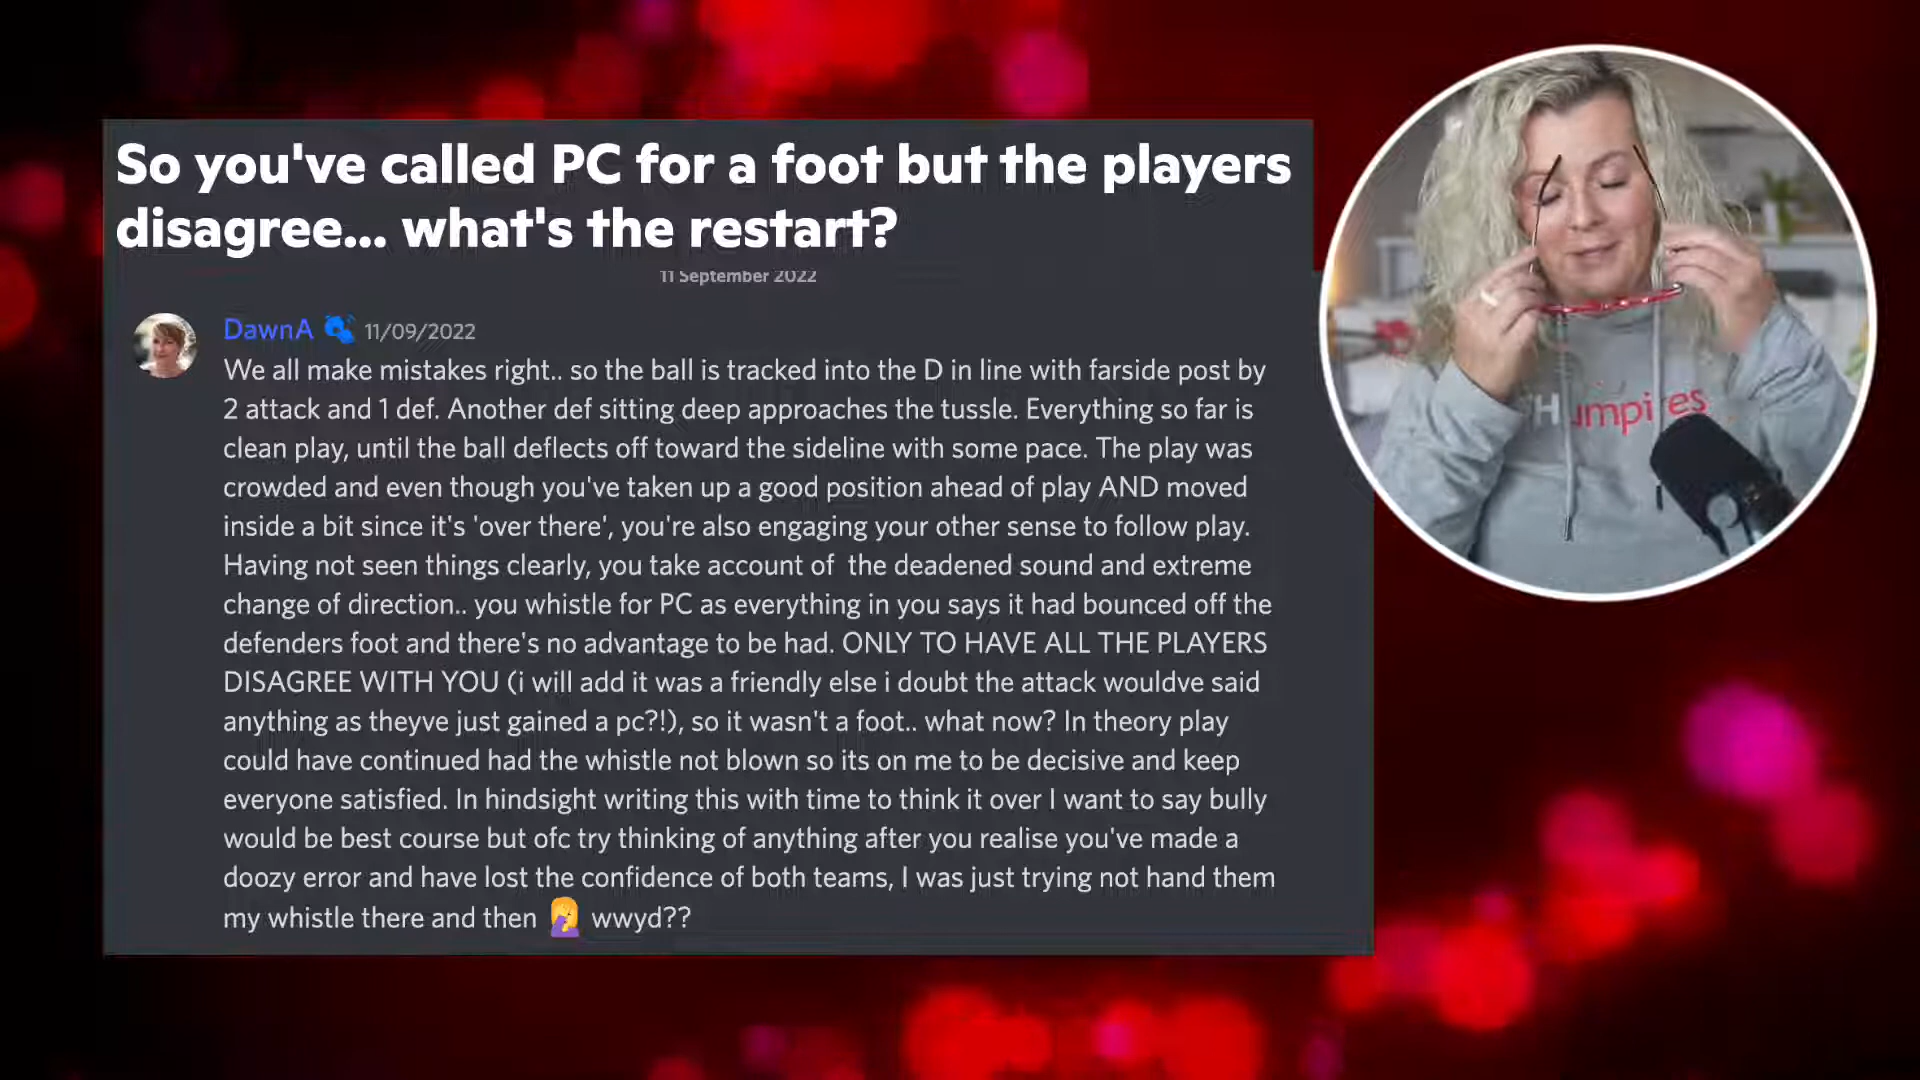 So you've called PC for a foot but the players
disagree... what's the restart?
11 September 2022
DawnA 11/09/2022
We all make mistakes right.. so the ball is tracked into the D in line with farside post by
2 attack and 1 def. Another def sitting deep approaches the tussle. Everything so far is
clean play, until the ball deflects off toward the sideline with some pace. The play was
crowded and even though you've taken up a good position ahead of play AND moved
inside a bit since it's 'over there', you're also engaging your other sense to follow play.
Having not seen things clearly, you take account of  the deadened sound and extreme
change of direction.. you whistle for PC as everything in you says it had bounced off the
defenders foot and there's no advantage to be had. ONLY TO HAVE ALL THE PLAYERS
DISAGREE WITH YOU (i will add it was a friendly else i doubt the attack wouldve said
anything as theyve just gained a pc?!), so it wasn't a foot.. what now? In theory play
could have continued had the whistle not blown so its on me to be decisive and keep
everyone satisfied. In hindsight writing this with time to think it over I want to say bully
would be best course but ofc try thinking of anything after you realise you've made a
doozy error and have lost the confidence of both teams, I was just trying not hand them
my whistle there and then 🤦 wwyd??